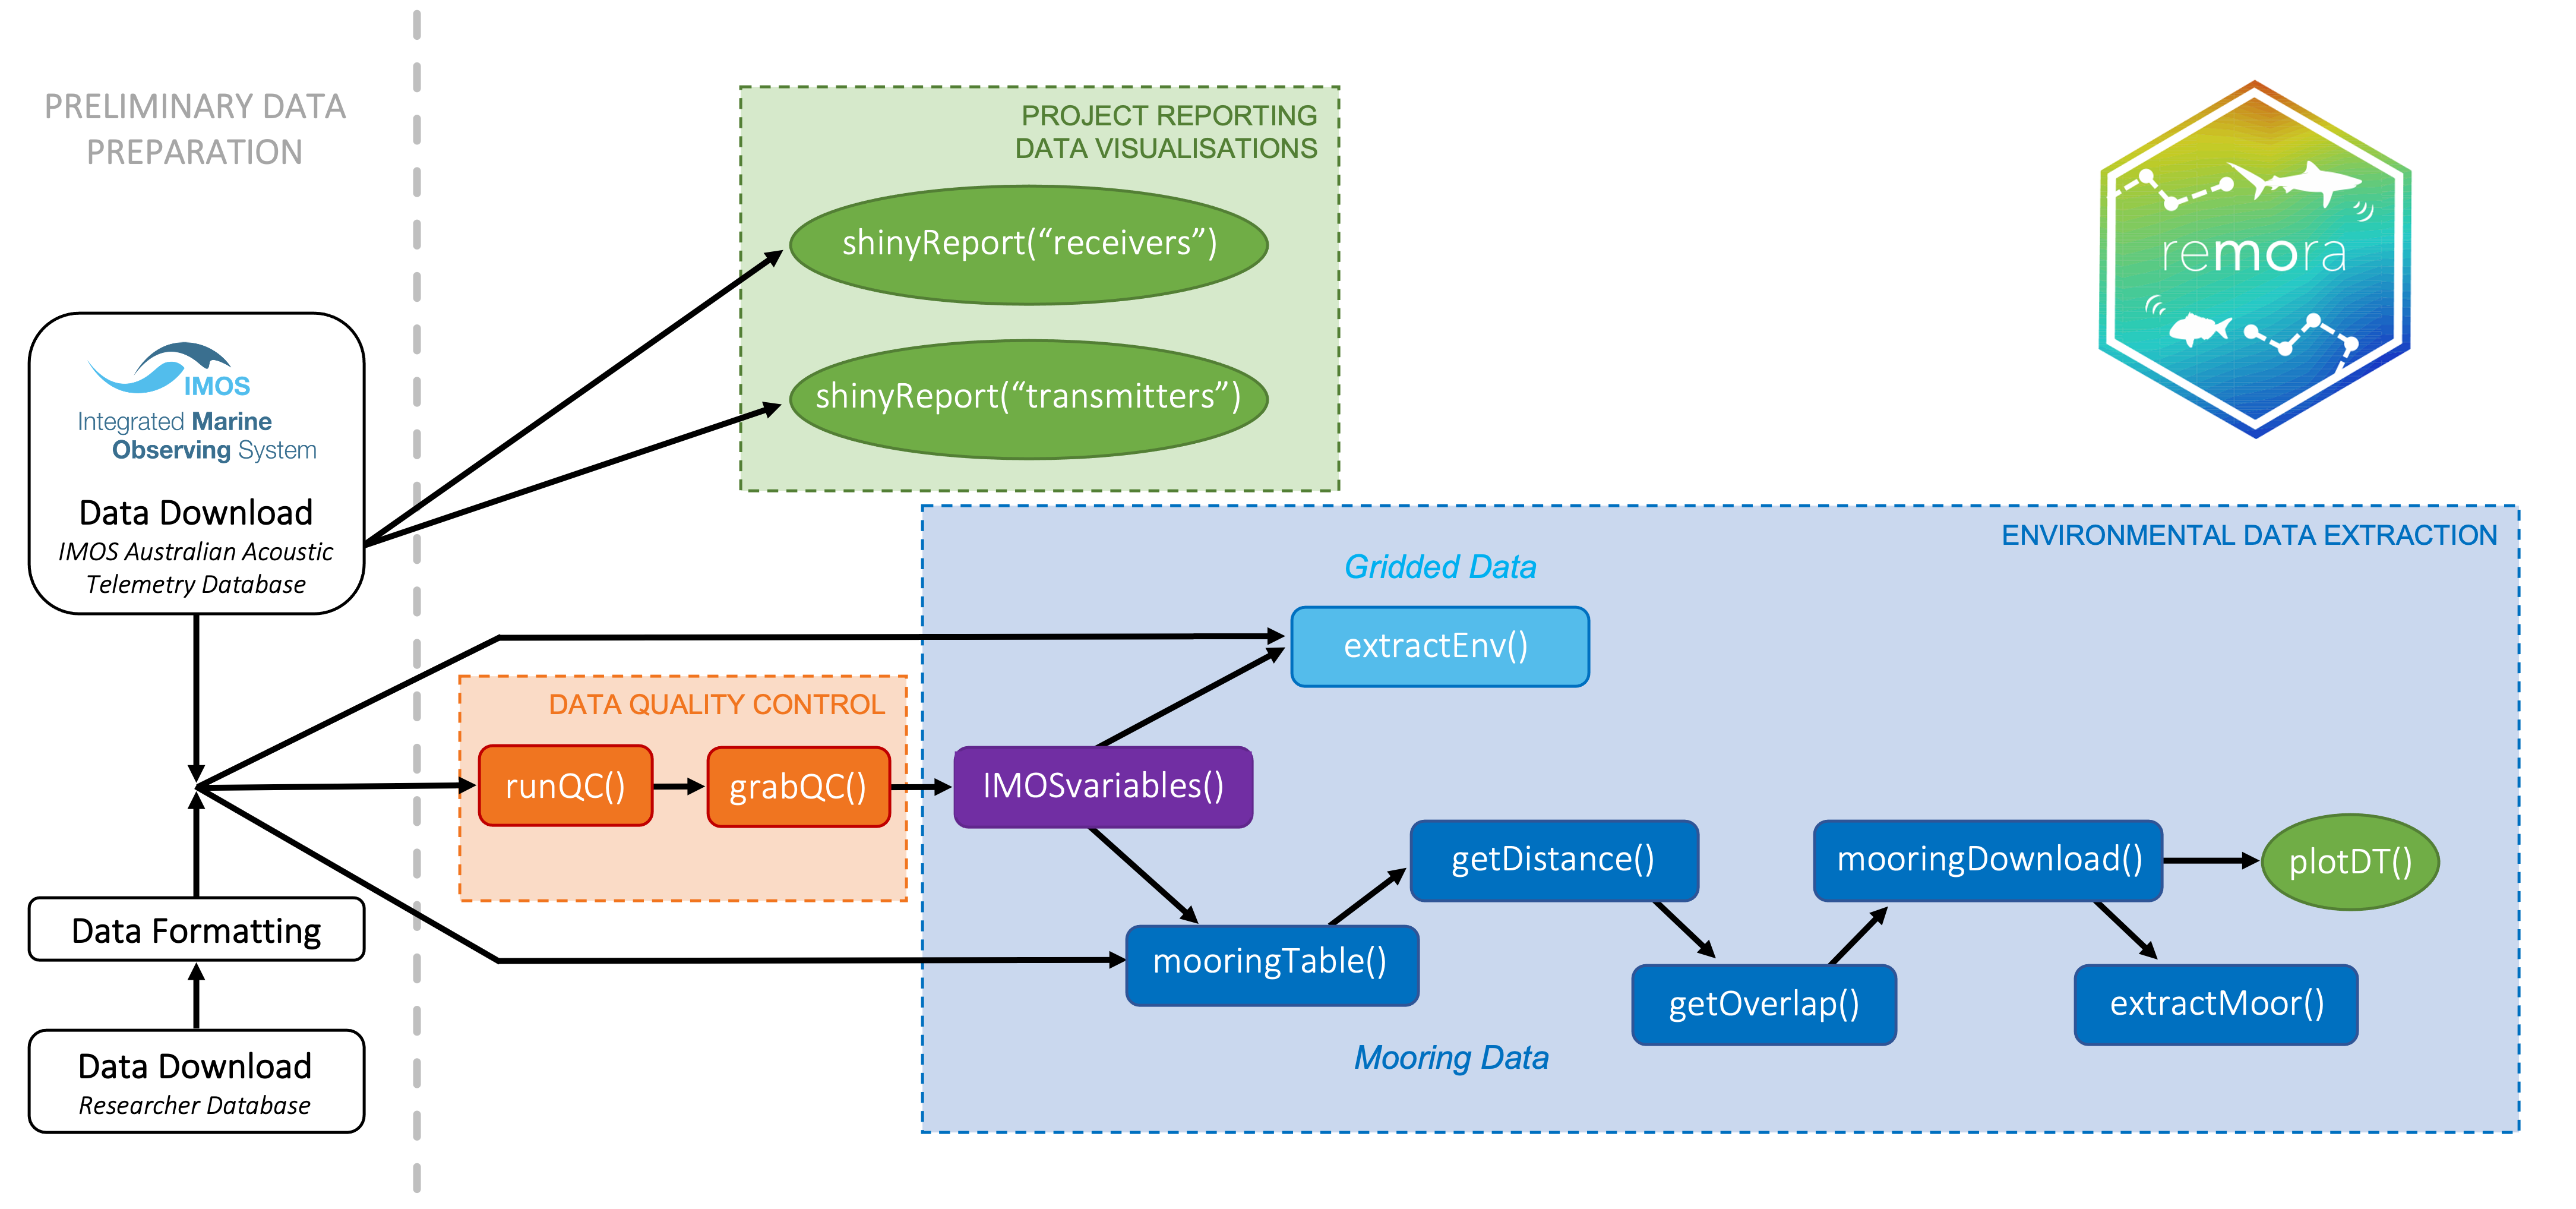 PRELIMINARY DATA
PREPARATION
IMOS
Integrated Marine
Observing System
Data Download
IMOS Australian Acoustic
Telemetry Database
Data Formatting
Data Download
Researcher Database
PROJECT REPORTING
DATA VISUALISATIONS
shinyReport(“receivers”)
shinyReport(“transmitters”)
remora
DATA QUALITY CONTROL
runQC()
grabQC()
ENVIRONMENTAL DATA EXTRACTION
Gridded Data
extractEnv()
IMOSvariables()
mooringTable()
getDistance()
getOverlap()
mooringDownload()
plotDT()
extractMoor()
Mooring Data